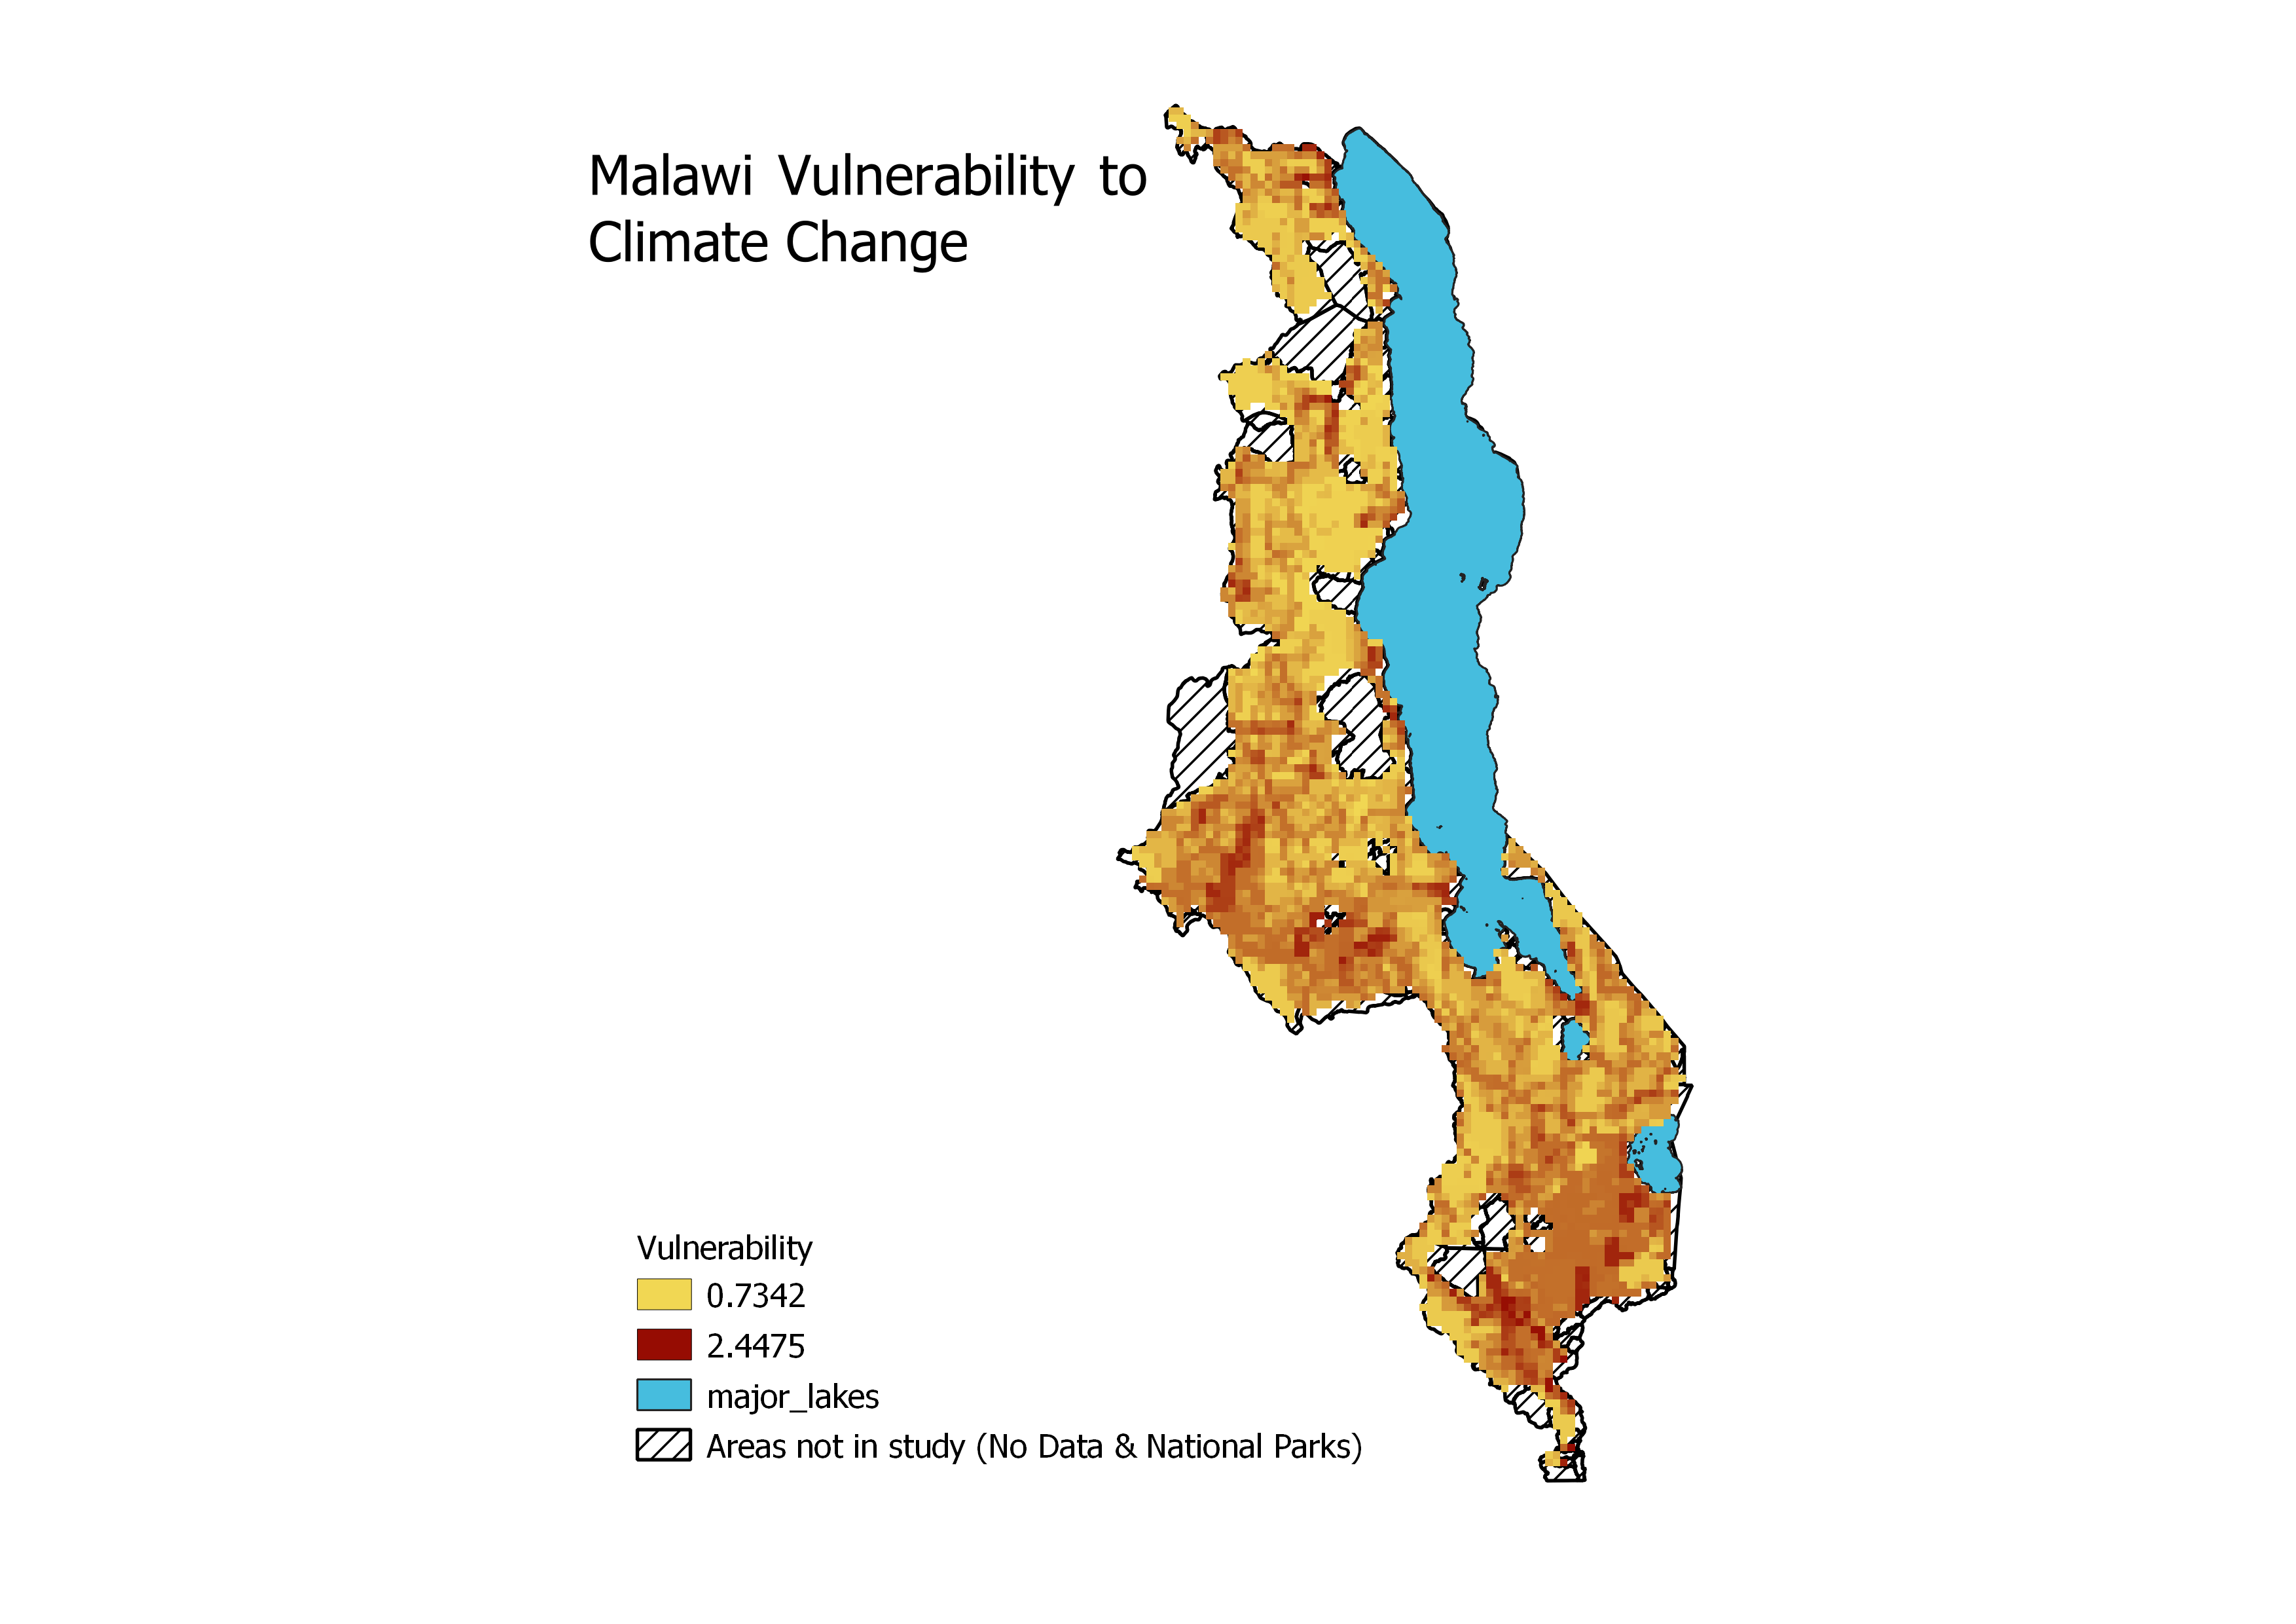 Malawi Vulnerability to
Climate Change
Vulnerability
0.7342
2.4475
major_lakes
Areas not in study (No Data & National Parks)